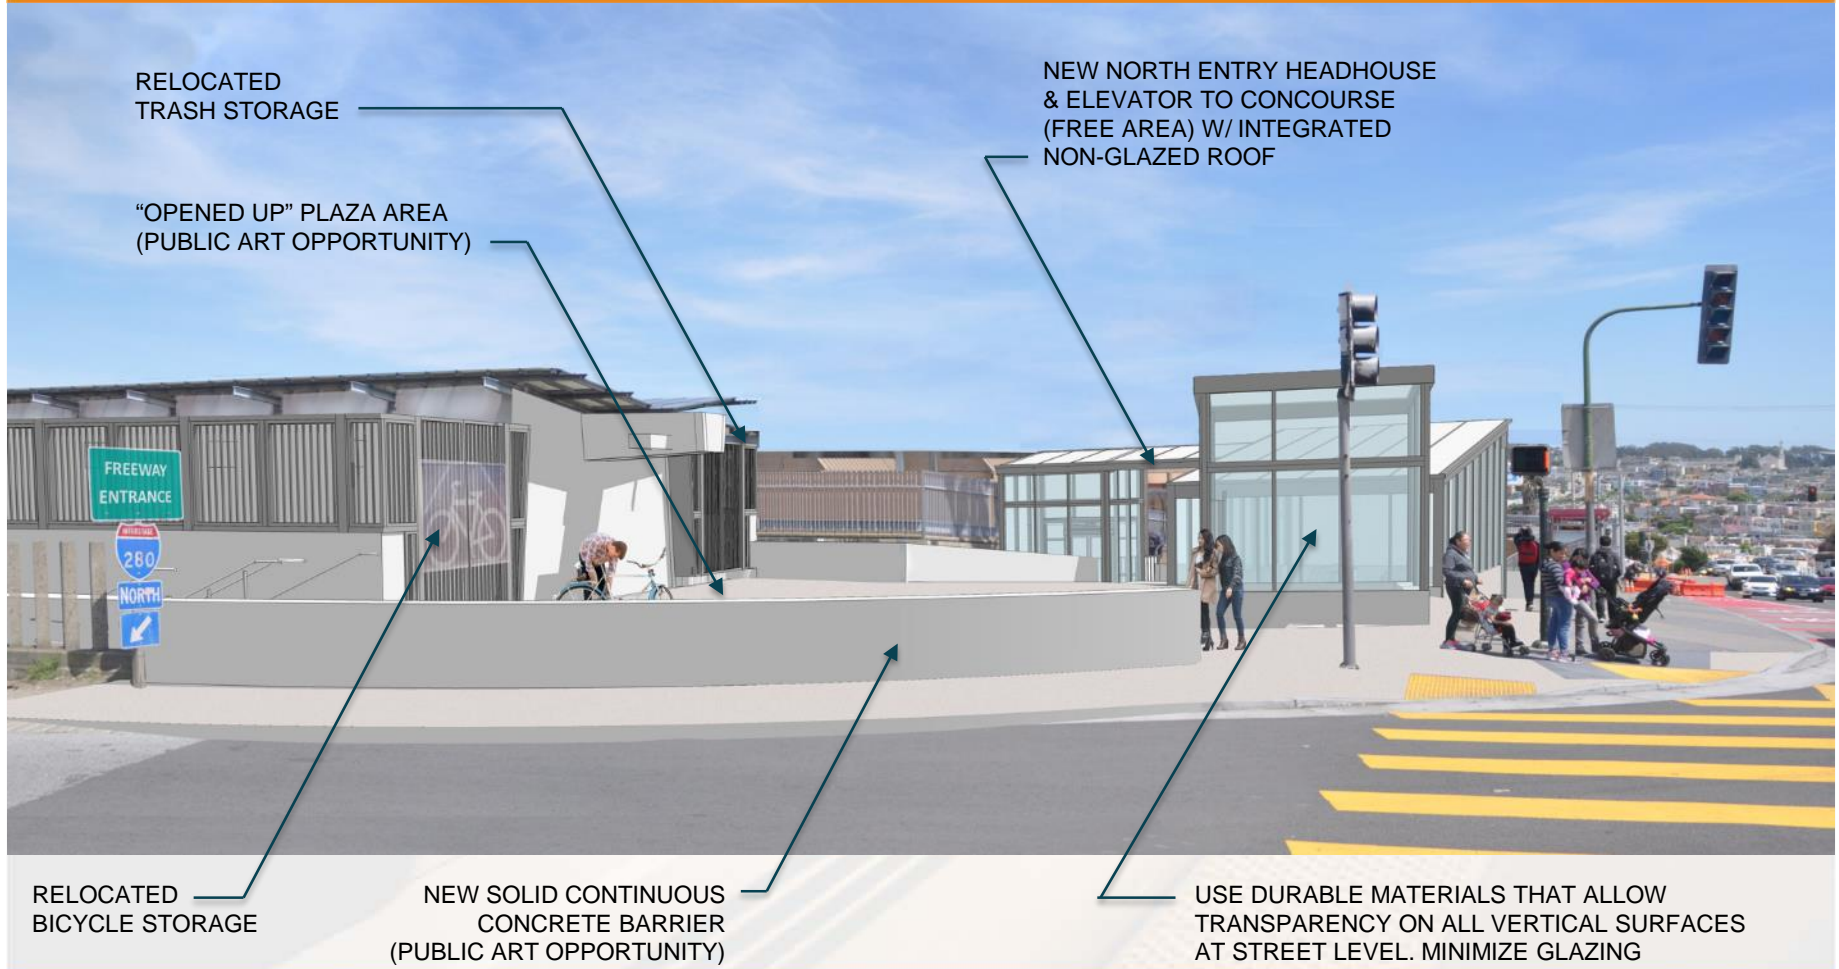 RELOCATED
TRASH STORAGE
NEW NORTH ENTRY HEADHOUSE
& ELEVATOR TO CONCOURSE
(FREE AREA) W/ INTEGRATED
NON-GLAZED ROOF
“OPENED UP” PLAZA AREA
(PUBLIC ART OPPORTUNITY)
FREEWAY
ENTRANCE
INTERSTATE
280
NORTH
RELOCATED
BICYCLE STORAGE
NEW SOLID CONTINUOUS
CONCRETE BARRIER
(PUBLIC ART OPPORTUNITY)
USE DURABLE MATERIALS THAT ALLOW
TRANSPARENCY ON ALL VERTICAL SURFACES
AT STREET LEVEL. MINIMIZE GLAZING